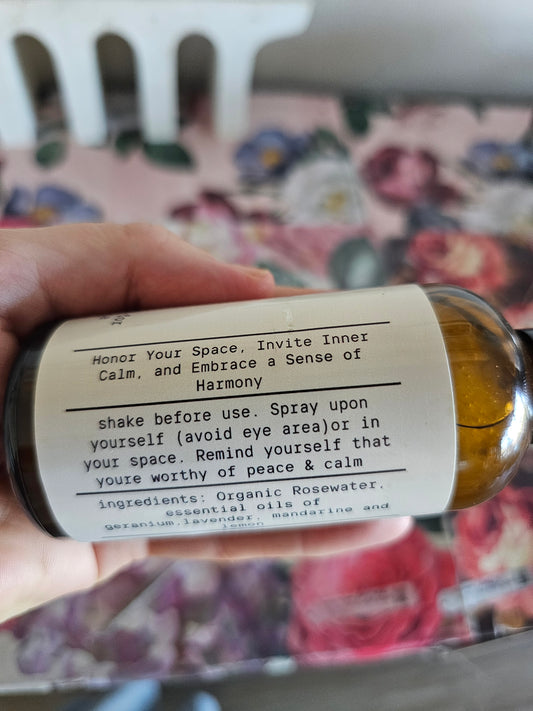 Honor Your Space, Invite Inner
Calm, and Embrace a Sense of
Harmony
shake before use. Spray upon
yourself (avoid eye area)or in
your space. Remind yourself that
youre worthy of peace & calm
ingredients: Organic Rosewater,
essential oils of
geranium,lavender, mandarine and
lemon